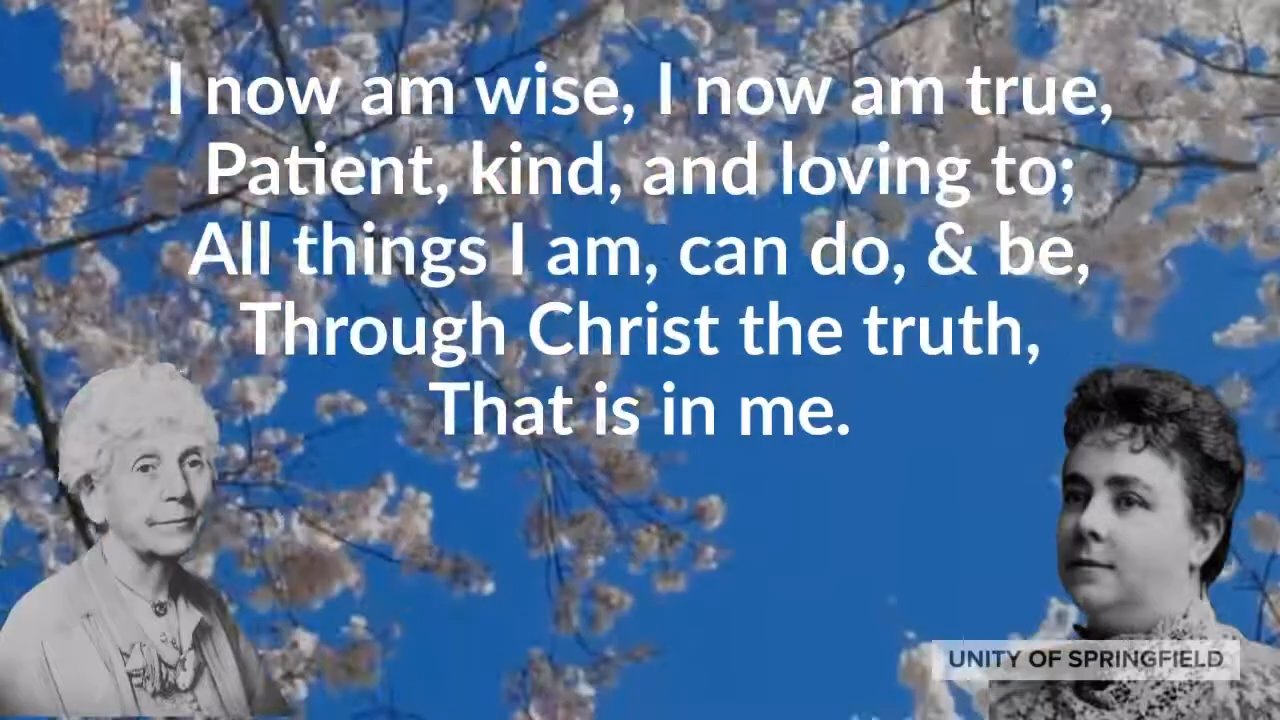 I now am wise, I now am true,
Patient, kind, and loving to;
All things I am, can do, & be,
Through Christ the truth,
That is in me.
UNITY OF SPRINGFIELD